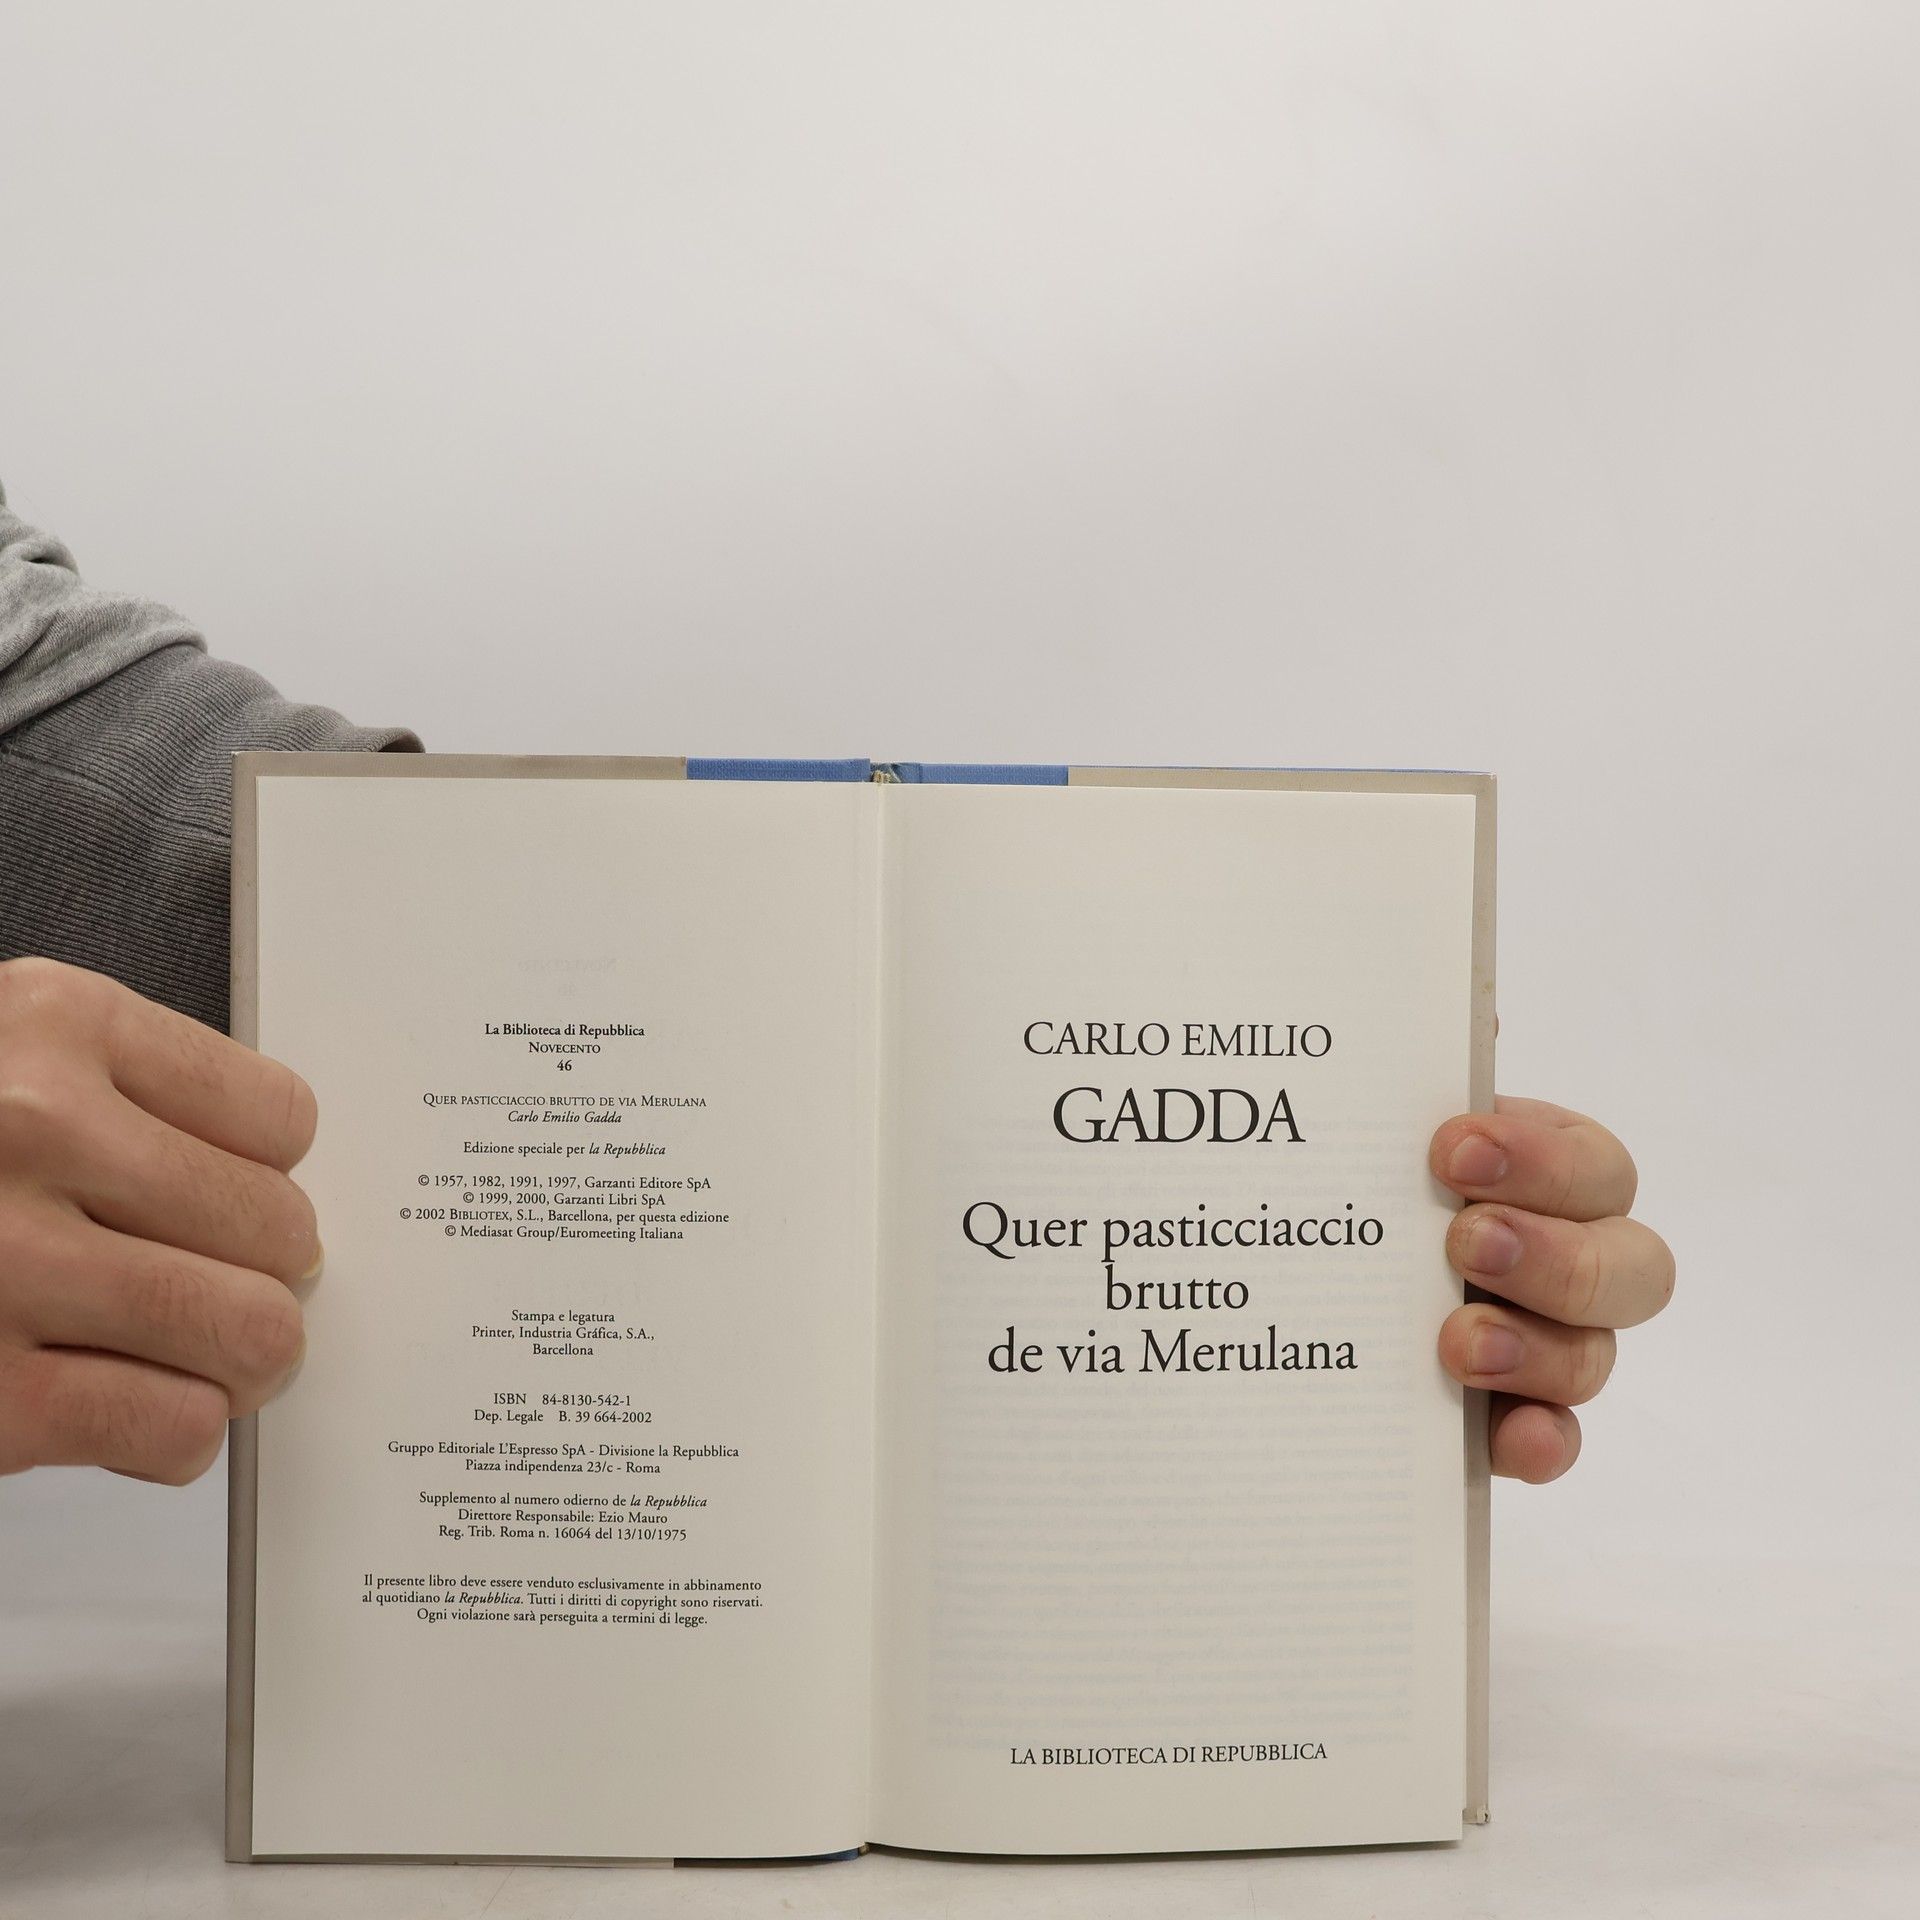 La Biblioteca di Repubblica
NOVECENTO
46
QUER PASTICCIACCIO BRUTTO DE VIA MERULANA
Carlo Emilio Gadda
Edizione speciale per la Repubblica
© 1957, 1982, 1991, 1997, Garzanti Editore SpA
© 1999, 2000, Garzanti Libri SpA
© 2002 BIBLIOTEX, S.L., Barcellona, per questa edizione
© Mediasat Group/Euromeeting Italiana
Stampa e legatura
Printer, Industria Gráfica, S.A.,
Barcellona
ISBN 84-8130-542-1
Dep. Legale B. 39 664-2002
Gruppo Editoriale L'Espresso SpA - Divisione la Repubblica
Piazza indipendenza 23/c - Roma
Supplemento al numero odierno de la Repubblica
Direttore Responsabile: Ezio Mauro
Reg. Trib. Roma n. 16064 del 13/10/1975
Il presente libro deve essere venduto esclusivamente in abbinamento
al quotidiano la Repubblica. Tutti i diritti di copyright sono riservati.
Ogni violazione sarà perseguita a termini di legge.
CARLO EMILIO
GADDA
Quer pasticciaccio
brutto
de via Merulana
LA BIBLIOTECA DI REPUBBLICA